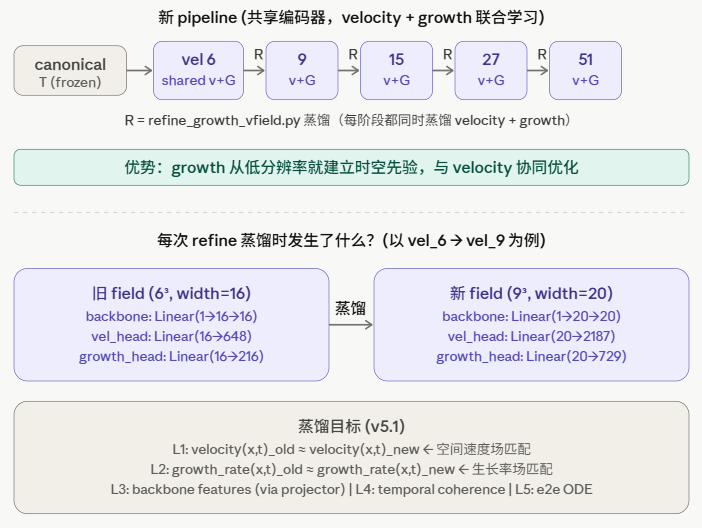 新 pipeline (共享编码器，velocity + growth 联合学习)
canonical
T (frozen)
vel 6
shared v+G
R
9
v+G
R
15
v+G
R
27
v+G
R
51
v+G
R = refine_growth_vfield.py 蒸馏（每阶段都同时蒸馏 velocity + growth）
优势：growth 从低分辨率就建立时空先验，与 velocity 协同优化
每次 refine 蒸馏时发生了什么？(以 vel_6 → vel_9 为例)
旧 field (6³, width=16)
backbone: Linear(1→16→16)
vel_head: Linear(16→648)
growth_head: Linear(16→216)
蒸馏
新 field (9³, width=20)
backbone: Linear(1→20→20)
vel_head: Linear(20→2187)
growth_head: Linear(20→729)
蒸馏目标 (v5.1)
L1: velocity(x,t)_old ≈ velocity(x,t)_new ← 空间速度场匹配
L2: growth_rate(x,t)_old ≈ growth_rate(x,t)_new ← 生长率场匹配
L3: backbone features (via projector) | L4: temporal coherence | L5: e2e ODE